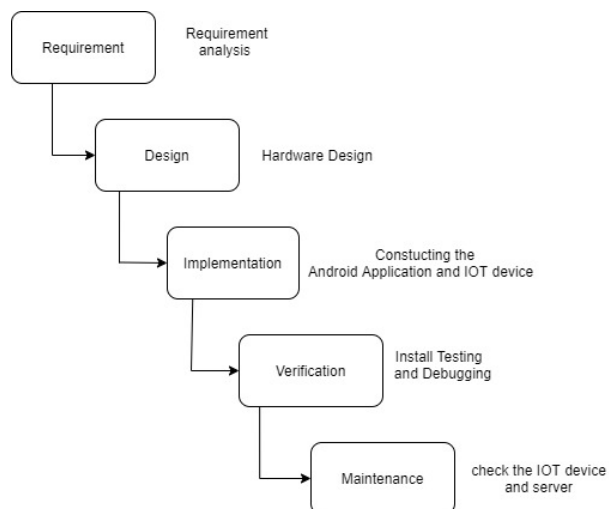 Requirement
Requirement
analysis
Design
Hardware Design
Implementation
Constucting the
Android Application and IOT device
Verification
Install Testing
and Debugging
Maintenance
check the IOT device
and server